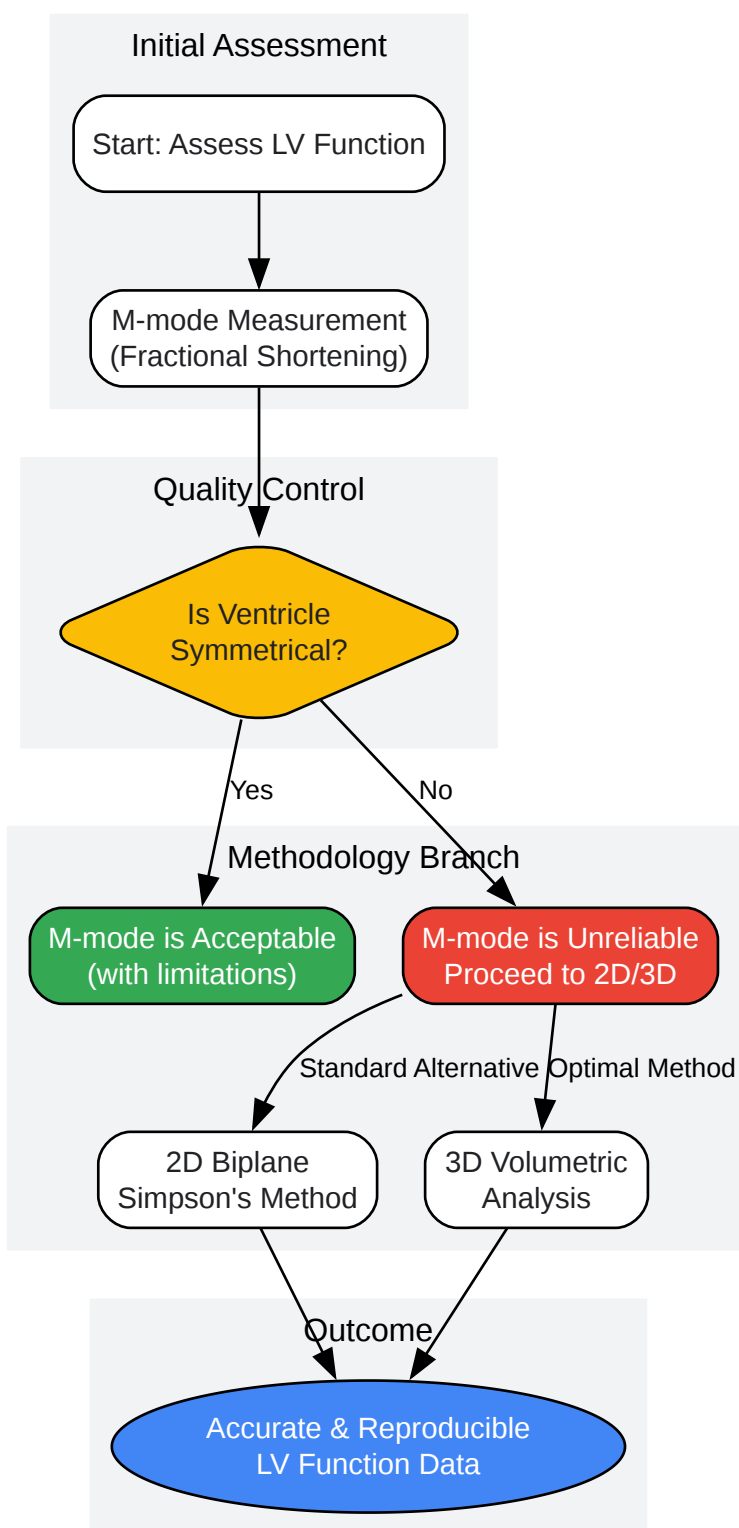 Initial Assessment
Start: Assess LV Function
M-mode Measurement
(Fractional Shortening)
Quality Control
Is Ventricle
Symmetrical?
Yes
No
Methodology Branch
M-mode is Acceptable
(with limitations)
M-mode is Unreliable
Proceed to 2D/3D
Standard Alternative
Optimal Method
2D Biplane
Simpson's Method
3D Volumetric
Analysis
Outcome
Accurate & Reproducible
LV Function Data